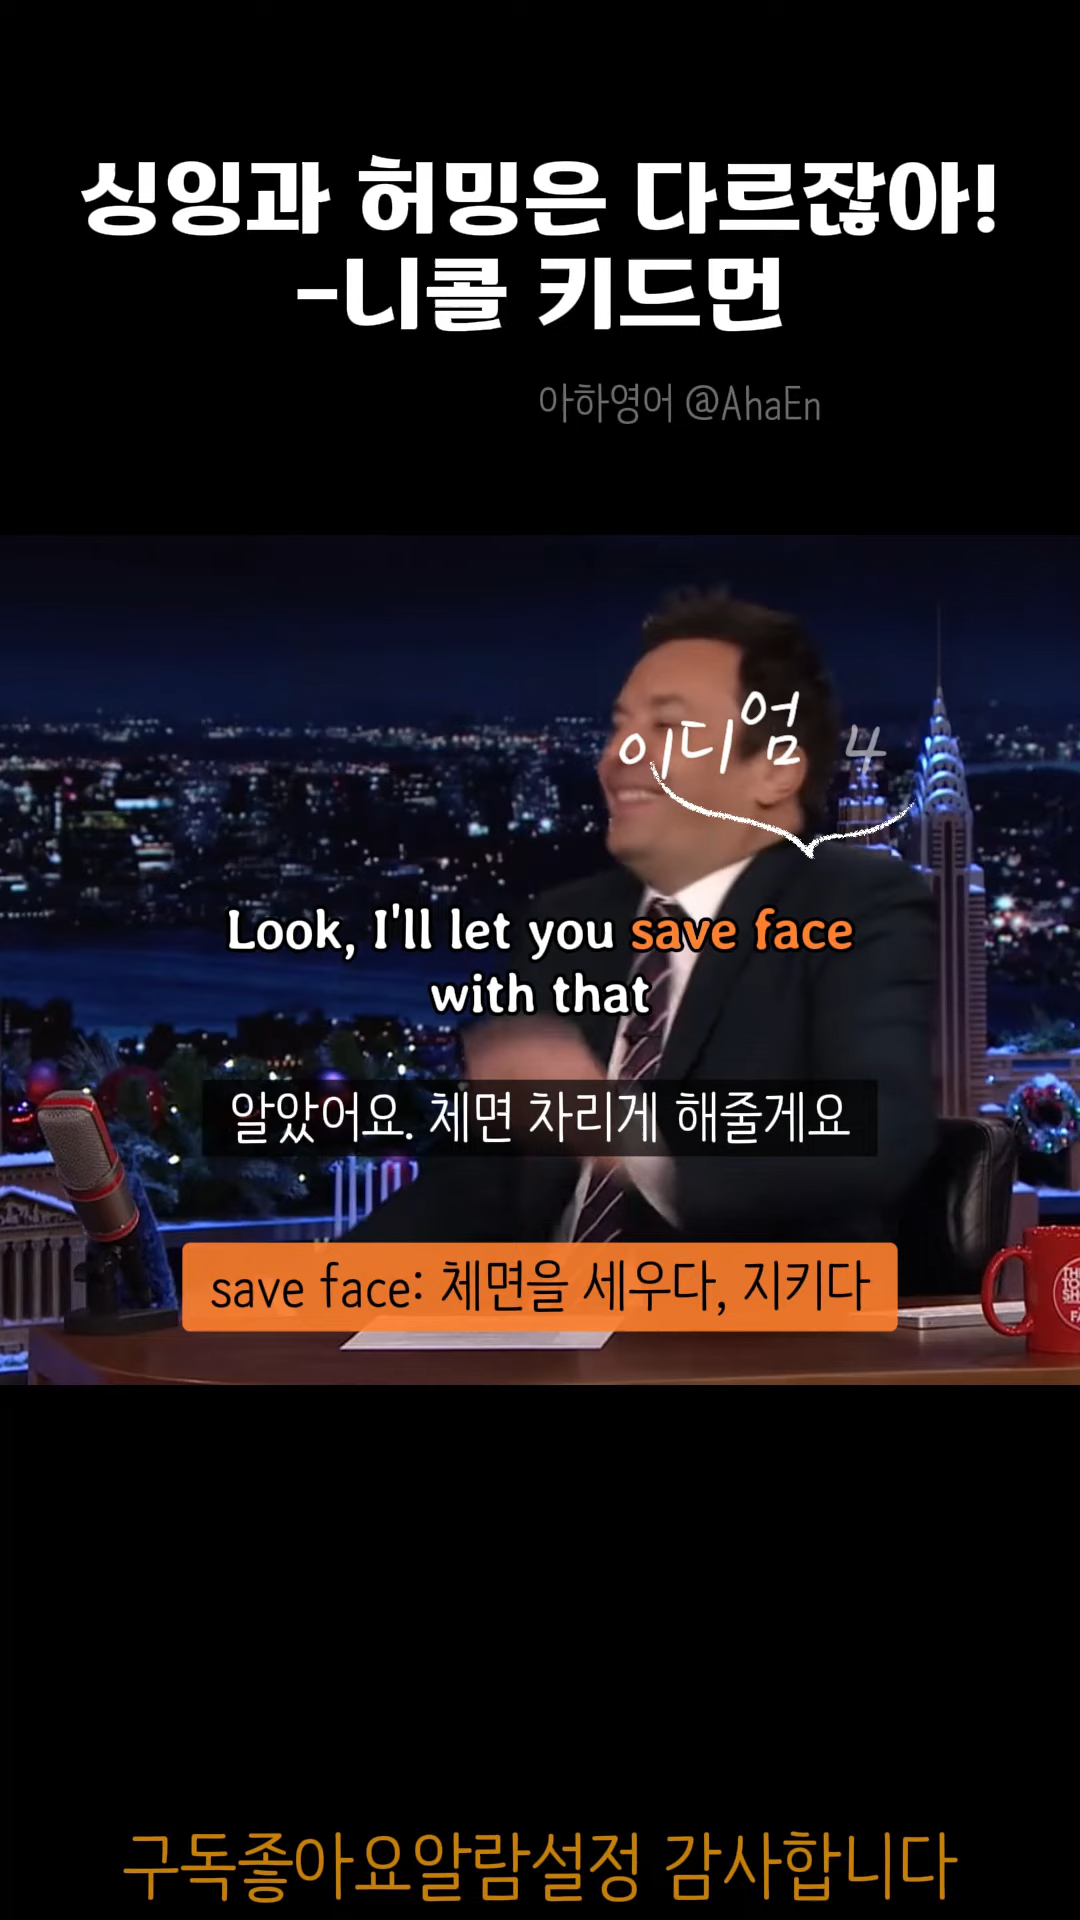 싱잉과 허밍은 다르잖아!
-니콜 키드먼
아하영어 @AhaEn
이디엄 4
Look, I'll let you save face
with that
알았어요. 체면 차리게 해줄게요
save face: 체면을 세우다, 지키다
구독좋아요알람설정 감사합니다